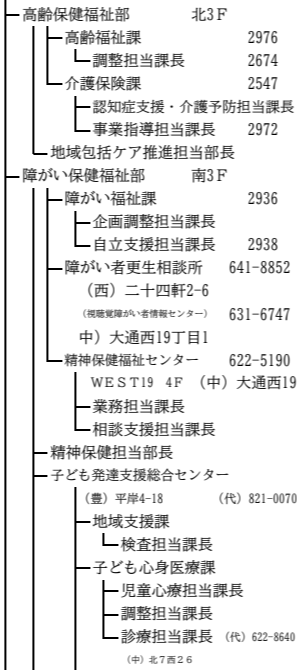 高齢保健福祉部 北3F
高齢福祉課 2976
調整担当課長 2674
介護保険課 2547
認知症支援・介護予防担当課長
事業指導担当課長 2972
地域包括ケア推進担当部長
障がい保健福祉部 南3F
障がい福祉課 2936
企画調整担当課長
自立支援担当課長 2938
障がい者更生相談所 641-8852
（西）二十四軒2-6
（視聴覚障がい者情報センター） 631-6747
中）大通西19丁目1
精神保健福祉センター 622-5190
WEST19 4F （中）大通西19
業務担当課長
相談支援担当課長
精神保健担当部長
子ども発達支援総合センター
（豊）平岸4-18 （代）821-0070
地域支援課
検査担当課長
子ども心身医療課
児童心療担当課長
調整担当課長
診療担当課長 （代）622-8640
（中）北7西26